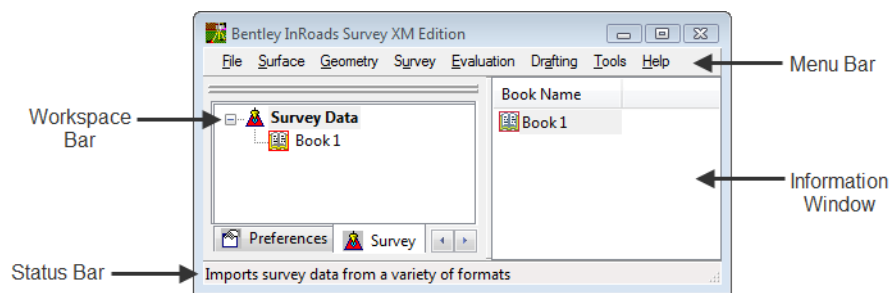 Bentley InRoads Survey XM Edition
File Surface Geometry Survey Evaluation Drafting Tools Help
Menu Bar
Workspace
Bar
Survey Data
Book 1
Book Name
Book 1
Information
Window
Preferences Survey
Status Bar
Imports survey data from a variety of formats